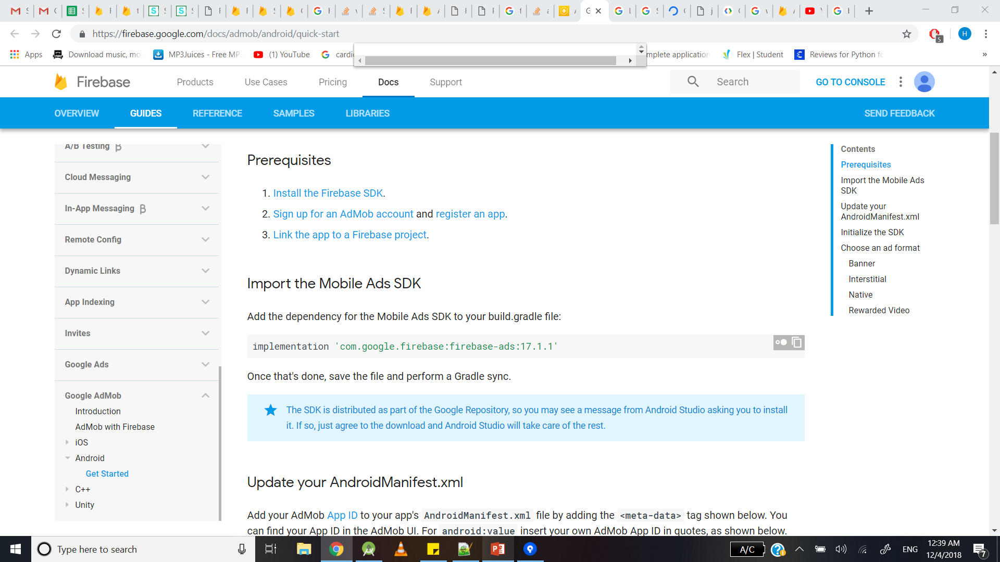 https://firebase.google.com/docs/admob/android/quick-start
5
H
Apps
Download music, mo
MP3Juices - Free MP
(1) YouTube
cardi
mplete application
Flex | Student
Reviews for Python fo
»
Firebase
Products
Use Cases
Pricing
Docs
Support
Search
GO TO CONSOLE
OVERVIEW
GUIDES
REFERENCE
SAMPLES
LIBRARIES
SEND FEEDBACK
A/B Testing β
Cloud Messaging
In-App Messaging β
Remote Config
Dynamic Links
App Indexing
Invites
Google Ads
Google AdMob
Introduction
AdMob with Firebase
iOS
Android
Get Started
C++
Unity
Prerequisites
1. Install the Firebase SDK.
2. Sign up for an AdMob account and register an app.
3. Link the app to a Firebase project.
Import the Mobile Ads SDK
Add the dependency for the Mobile Ads SDK to your build.gradle file:
implementation 'com.google.firebase:firebase-ads:17.1.1'
Once that's done, save the file and perform a Gradle sync.
The SDK is distributed as part of the Google Repository, so you may see a message from Android Studio asking you to install
it. If so, just agree to the download and Android Studio will take care of the rest.
Update your AndroidManifest.xml
Add your AdMob App ID to your app's AndroidManifest.xml file by adding the <meta-data> tag shown below. You
can find your App ID in the AdMob UI. For android:value insert your own AdMob App ID in quotes, as shown below.
Contents
Prerequisites
Import the Mobile Ads
SDK
Update your
AndroidManifest.xml
Initialize the SDK
Choose an ad format
Banner
Interstitial
Native
Rewarded Video
Type here to search
A/C
ENG
12:39 AM
12/4/2018
7